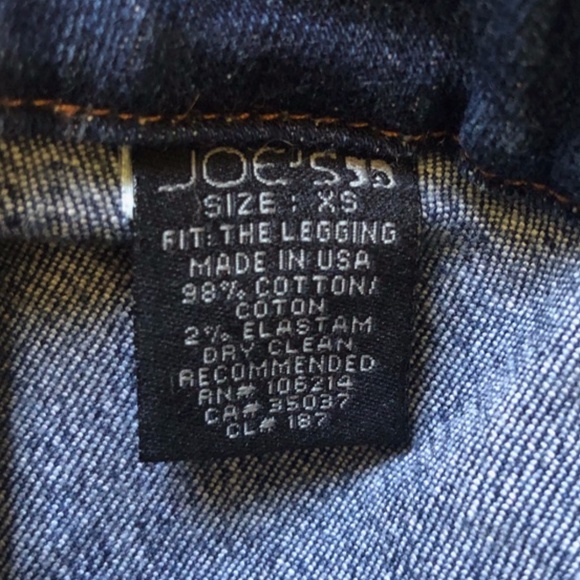 JOE'S
SIZE: XS
FIT: THE LEGGING
MADE IN USA
98% COTTON/
COTON
2% ELASTAM
DRY CLEAN
RECOMMENDED
RN# 106214
CA# 35037
CL# 187